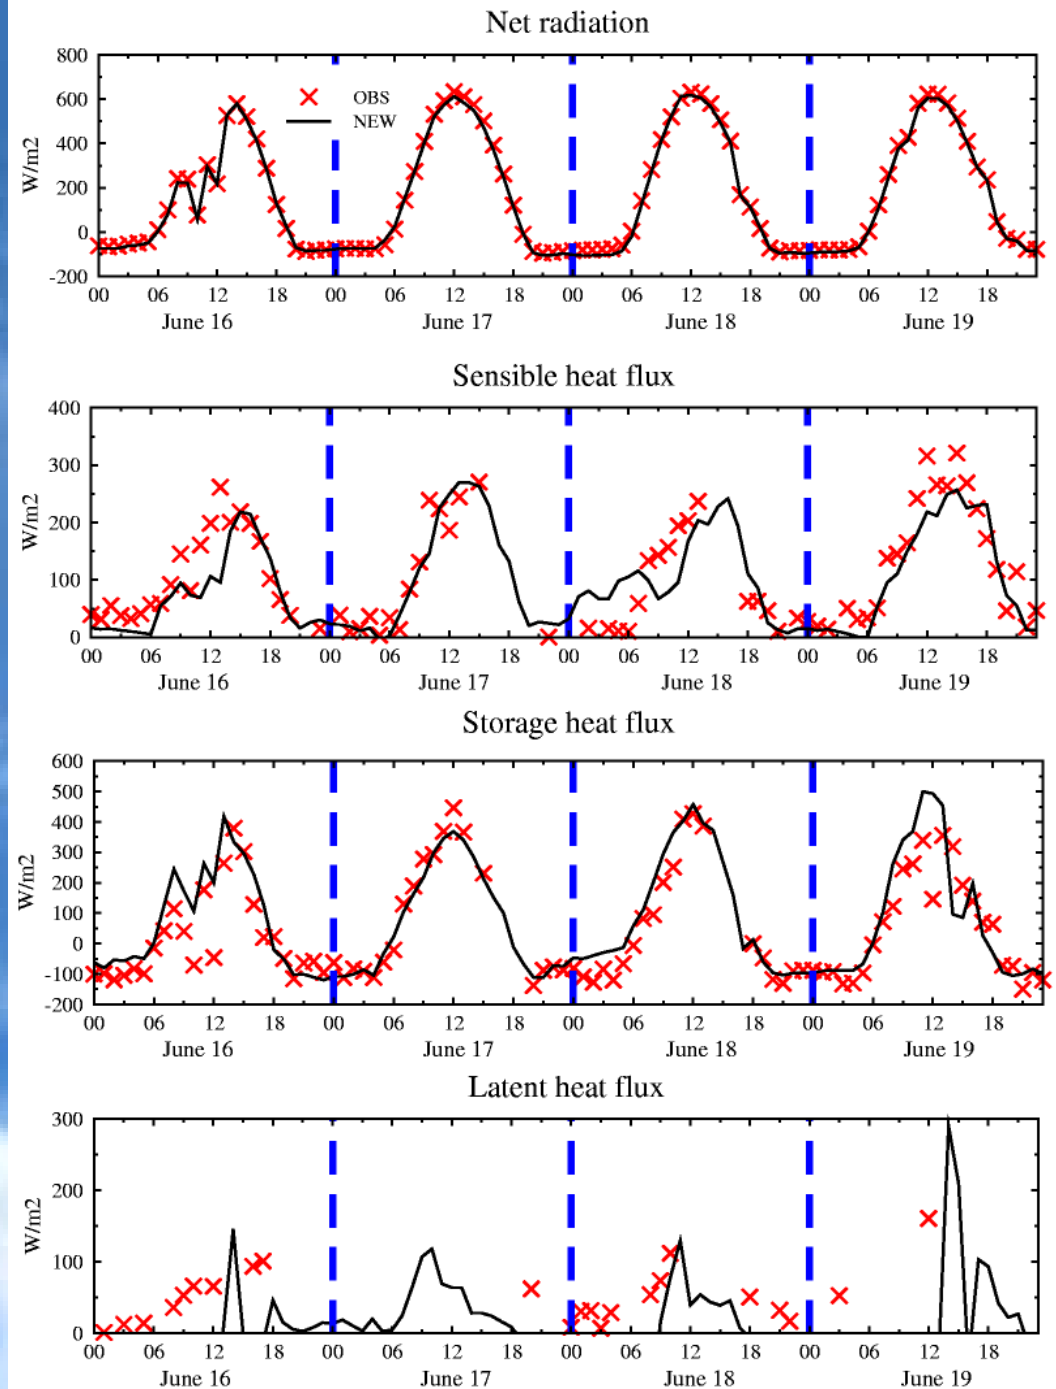 Net radiation
800
600
400
200
0
-200
W/m2
OBS
NEW
00 06 12 18 00 06 12 18 00 06 12 18 00 06 12 18
June 16 June 17 June 18 June 19
Sensible heat flux
400
300
200
100
0
W/m2
00 06 12 18 00 06 12 18 00 06 12 18 00 06 12 18
June 16 June 17 June 18 June 19
Storage heat flux
600
500
400
300
200
100
0
-100
-200
W/m2
00 06 12 18 00 06 12 18 00 06 12 18 00 06 12 18
June 16 June 17 June 18 June 19
Latent heat flux
300
200
100
0
W/m2
00 06 12 18 00 06 12 18 00 06 12 18 00 06 12 18
June 16 June 17 June 18 June 19